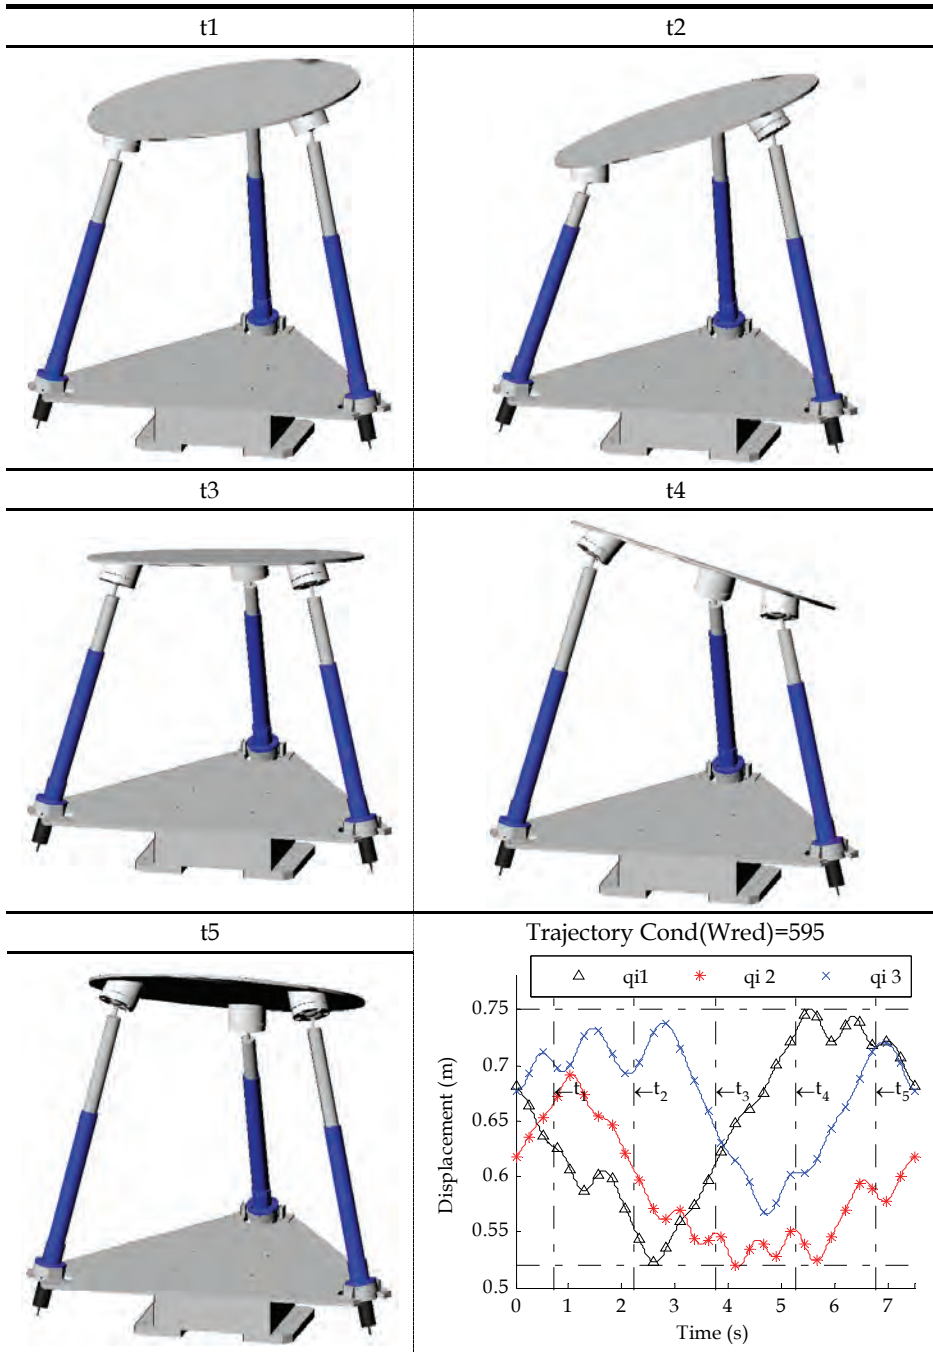 t1 t2
t3 t4
t5
Trajectory Cond(Wred)=595
qi1 qi 2 qi 3
0.75
0.7
0.65
0.6
0.55
0.5
←t1 ←t2 ←t3 ←t4 ←t5
Displacement (m)
0 1 2 3 4 5 6 7
Time (s)